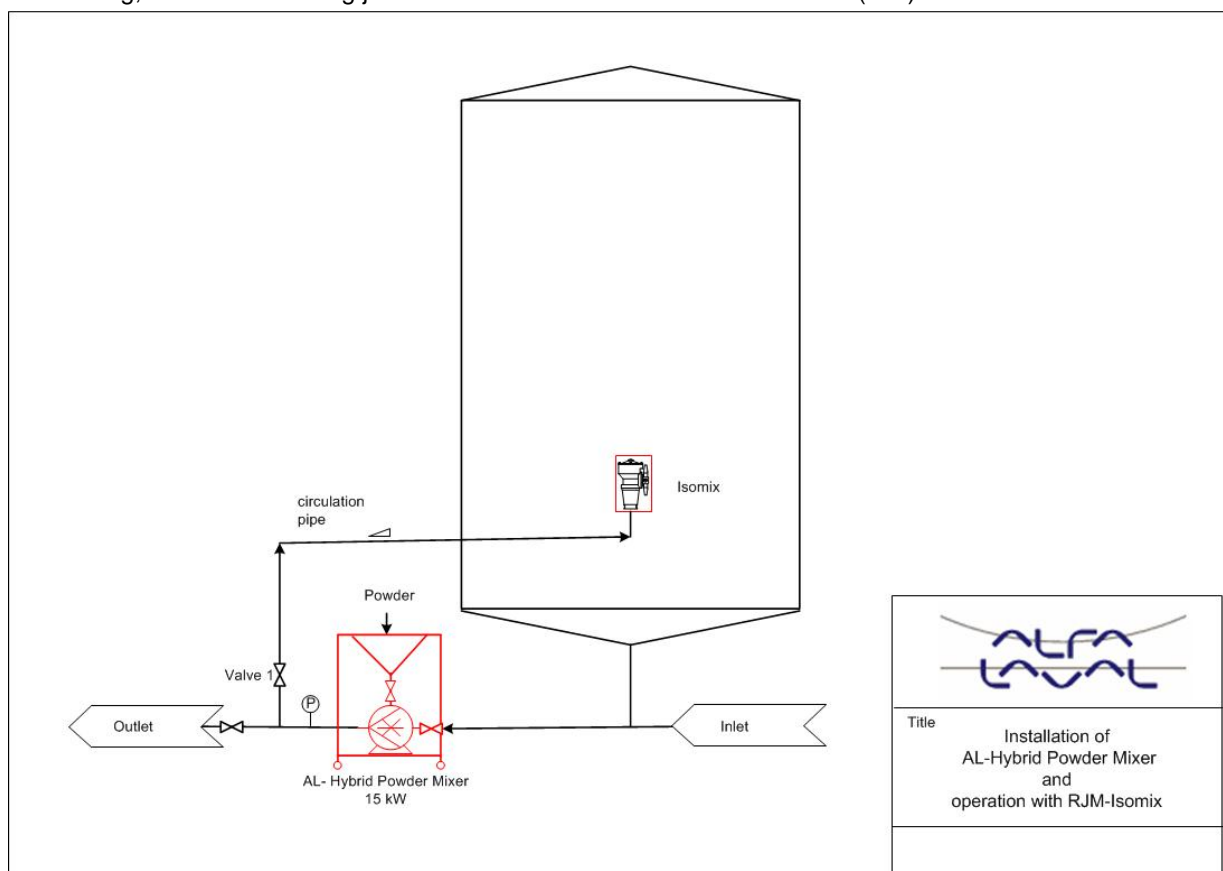 Isomix
circulation
pipe
Powder
Valve 1
P
Outlet
Inlet
AL- Hybrid Powder Mixer
15 kW
ALFA
LAVAL
Title
Installation of
AL-Hybrid Powder Mixer
and
operation with RJM-Isomix